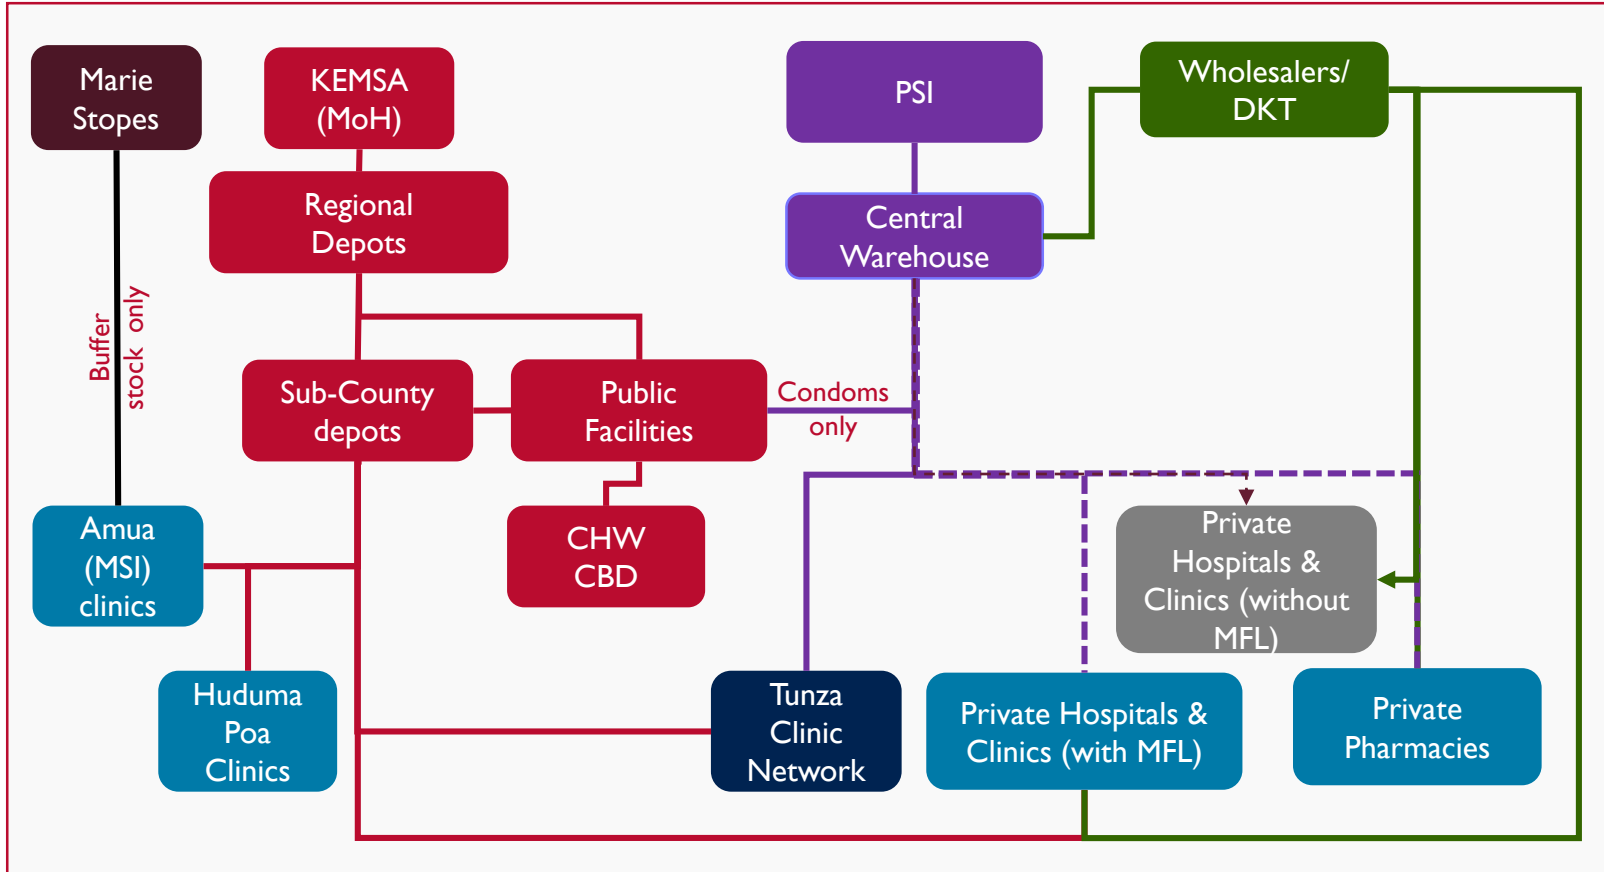 Marie
Stopes
KEMSA
(MoH)
PSI
Wholesalers/
DKT
Regional
Depots
Central
Warehouse
Buffer
stock only
Sub-County
depots
Public
Facilities
Condoms
only
Amua
(MSI)
clinics
CHW
CBD
Private
Hospitals &
Clinics (without
MFL)
Huduma
Poa
Clinics
Tunza
Clinic
Network
Private Hospitals &
Clinics (with MFL)
Private
Pharmacies